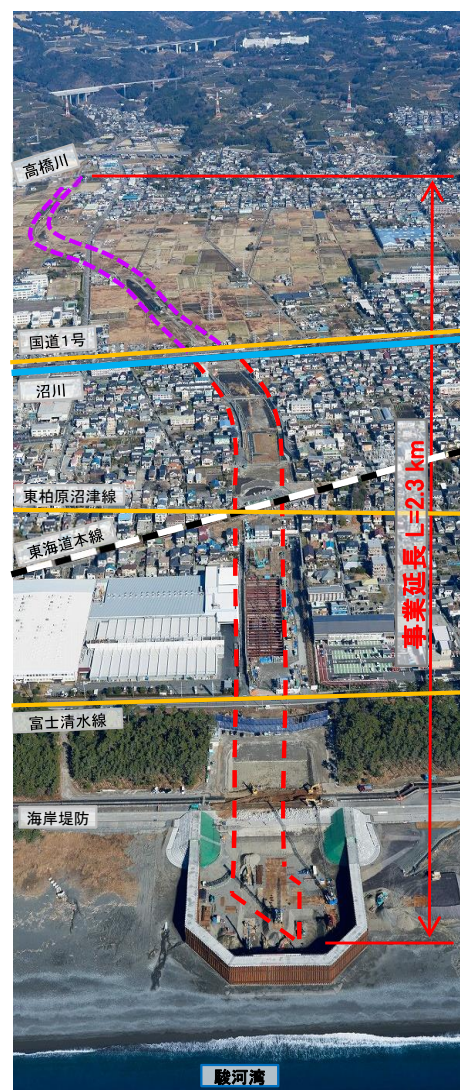 高橋川
国道1号
沼川
東柏原沼津線
東海道本線
事業延長 L=2.3 km
富士清水線
海岸堤防
駿河湾